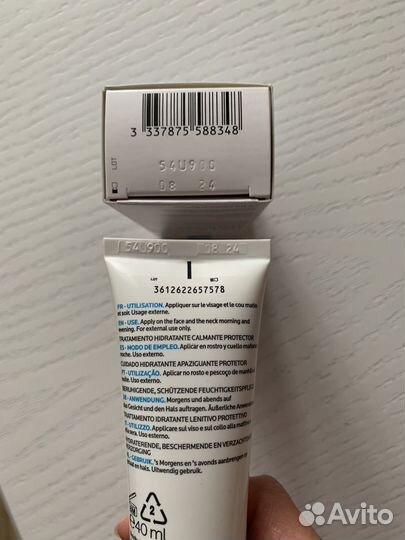 3 337875 588348
LOT
54U900
08 24
54U900 08 24
LOT
3612622657578
FR - UTILISATION. Appliquer sur le visage et le cou matin
et soir. Usage externe.
EN - USE. Apply on the face and the neck morning and
evening. For external use only.
TRATAMIENTO HIDRATANTE CALMANTE PROTECTOR
ES - MODO DE EMPLEO. Aplicar en rostro y cuello mañana
noche. Uso externo.
CUIDADO HIDRATANTE APAZIGUANTE PROTETOR
PT - UTILIZAÇÃO. Aplicar no rosto e pescoço de manhã
noite. Uso externo.
BERUHIGENDE, SCHÜTZENDE FEUCHTIGKEITSPFLEGE
DE - ANWENDUNG. Morgens und abends auf
das Gesicht und den Hals auftragen. Äußerliche Anwendung
TRATTAMENTO IDRATANTE LENITIVO PROTETTIVO
IT - UTILIZZO. Applicare sul viso e sul collo alla mattina
sera. Uso esterno.
HYDRATERENDE, BESCHERMENDE EN VERZACHTENDE
VERZORGING
NL - GEBRUIK. 's Morgens en 's avonds aanbrengen op
gelaat en hals. Uitwendig gebruik.
2
40 ml
Avito